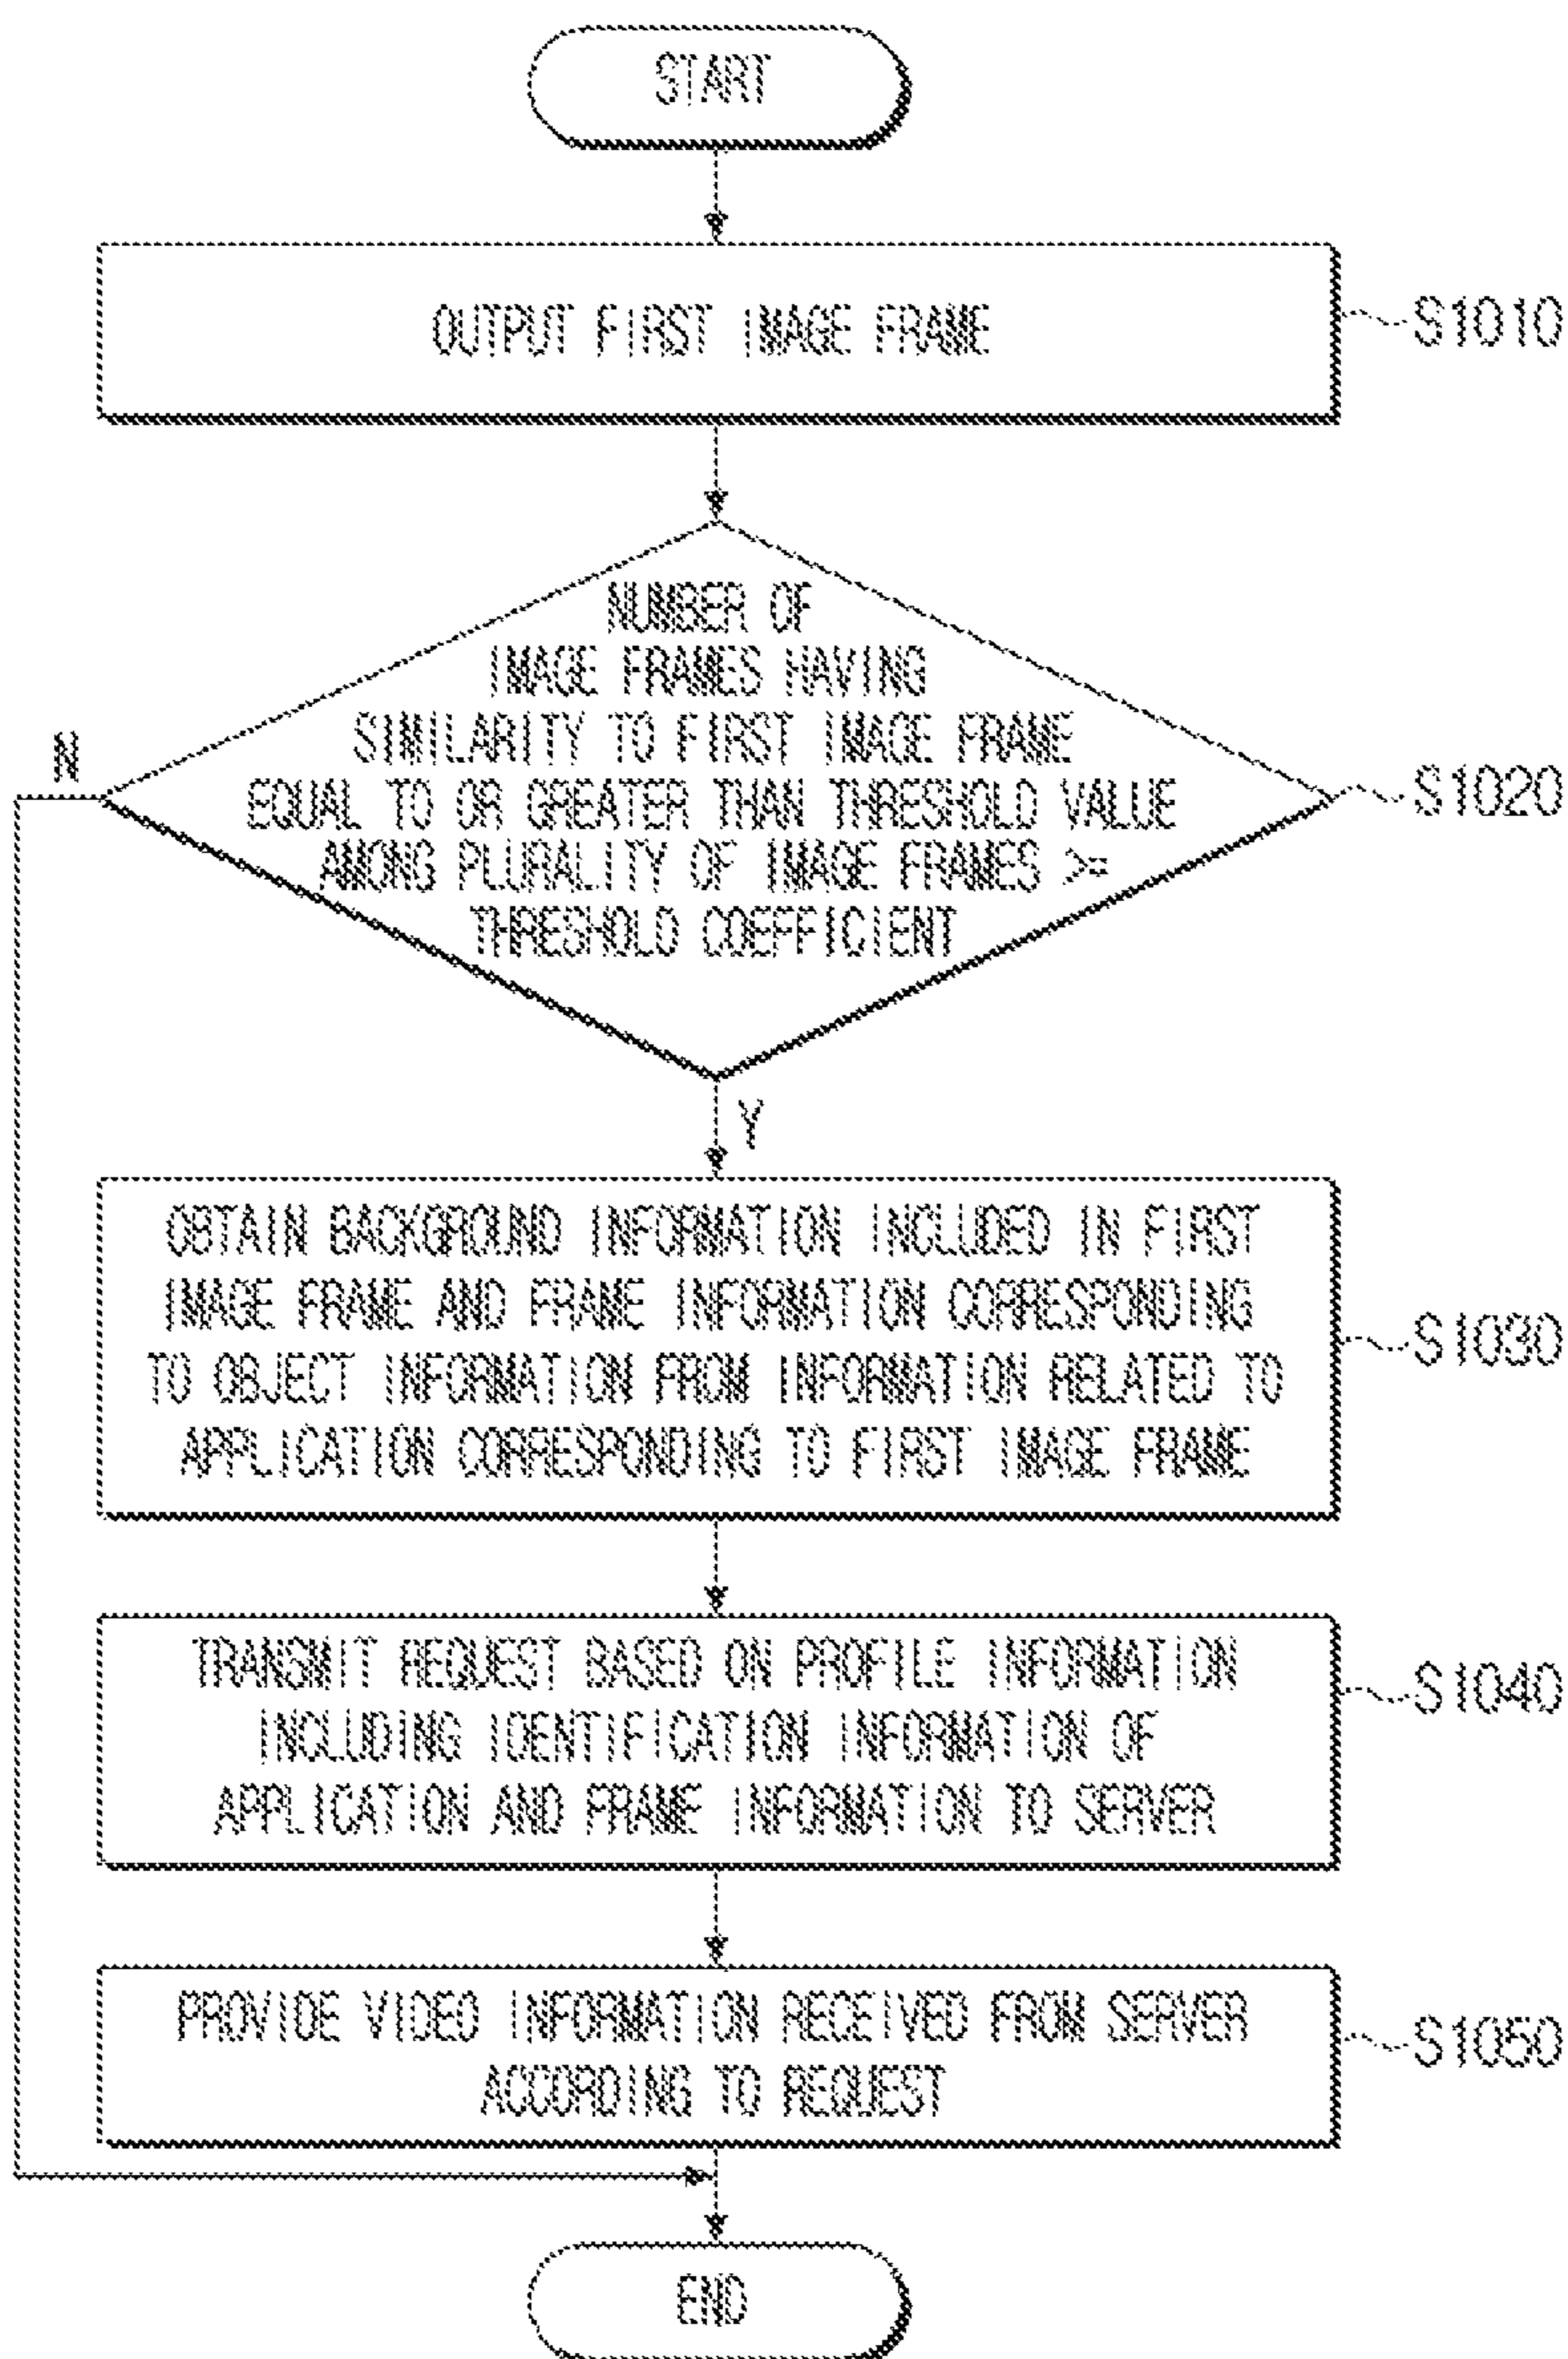 START
OUTPUT FIRST IMAGE FRAME
S1010
NUMBER OF
IMAGE FRAMES HAVING
SIMILARITY TO FIRST IMAGE FRAME
EQUAL TO OR GREATER THAN THRESHOLD VALUE
AMONG PLURALITY OF IMAGE FRAMES >=
THRESHOLD COEFFICIENT
N
S1020
Y
OBTAIN BACKGROUND INFORMATION INCLUDED IN FIRST
IMAGE FRAME AND FRAME INFORMATION CORRESPONDING
TO OBJECT INFORMATION FROM INFORMATION RELATED TO
APPLICATION CORRESPONDING TO FIRST IMAGE FRAME
S1030
TRANSMIT REQUEST BASED ON PROFILE INFORMATION
INCLUDING IDENTIFICATION INFORMATION OF
APPLICATION AND FRAME INFORMATION TO SERVER
S1040
PROVIDE VIDEO INFORMATION RECEIVED FROM SERVER
ACCORDING TO REQUEST
S1050
END